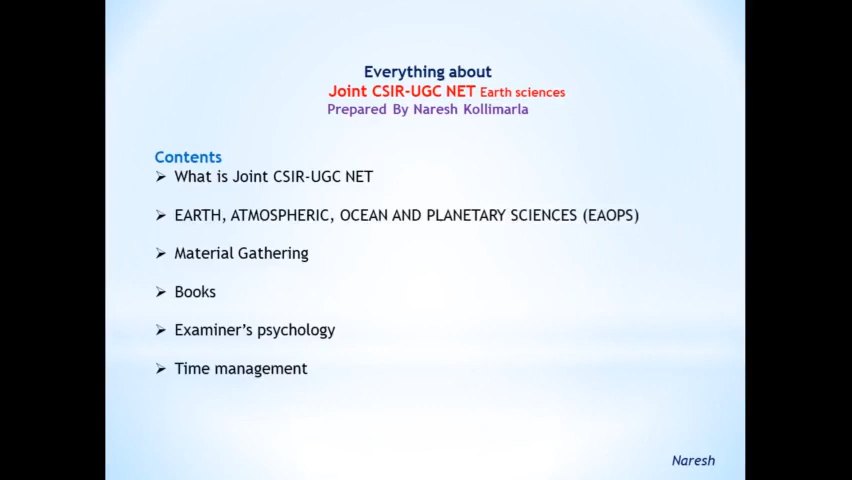 Everything about
Joint CSIR-UGC NET Earth sciences
Prepared By Naresh Kollimarla
Contents
➢ What is Joint CSIR-UGC NET
➢ EARTH, ATMOSPHERIC, OCEAN AND PLANETARY SCIENCES (EAOPS)
➢ Material Gathering
➢ Books
➢ Examiner’s psychology
➢ Time management
Naresh